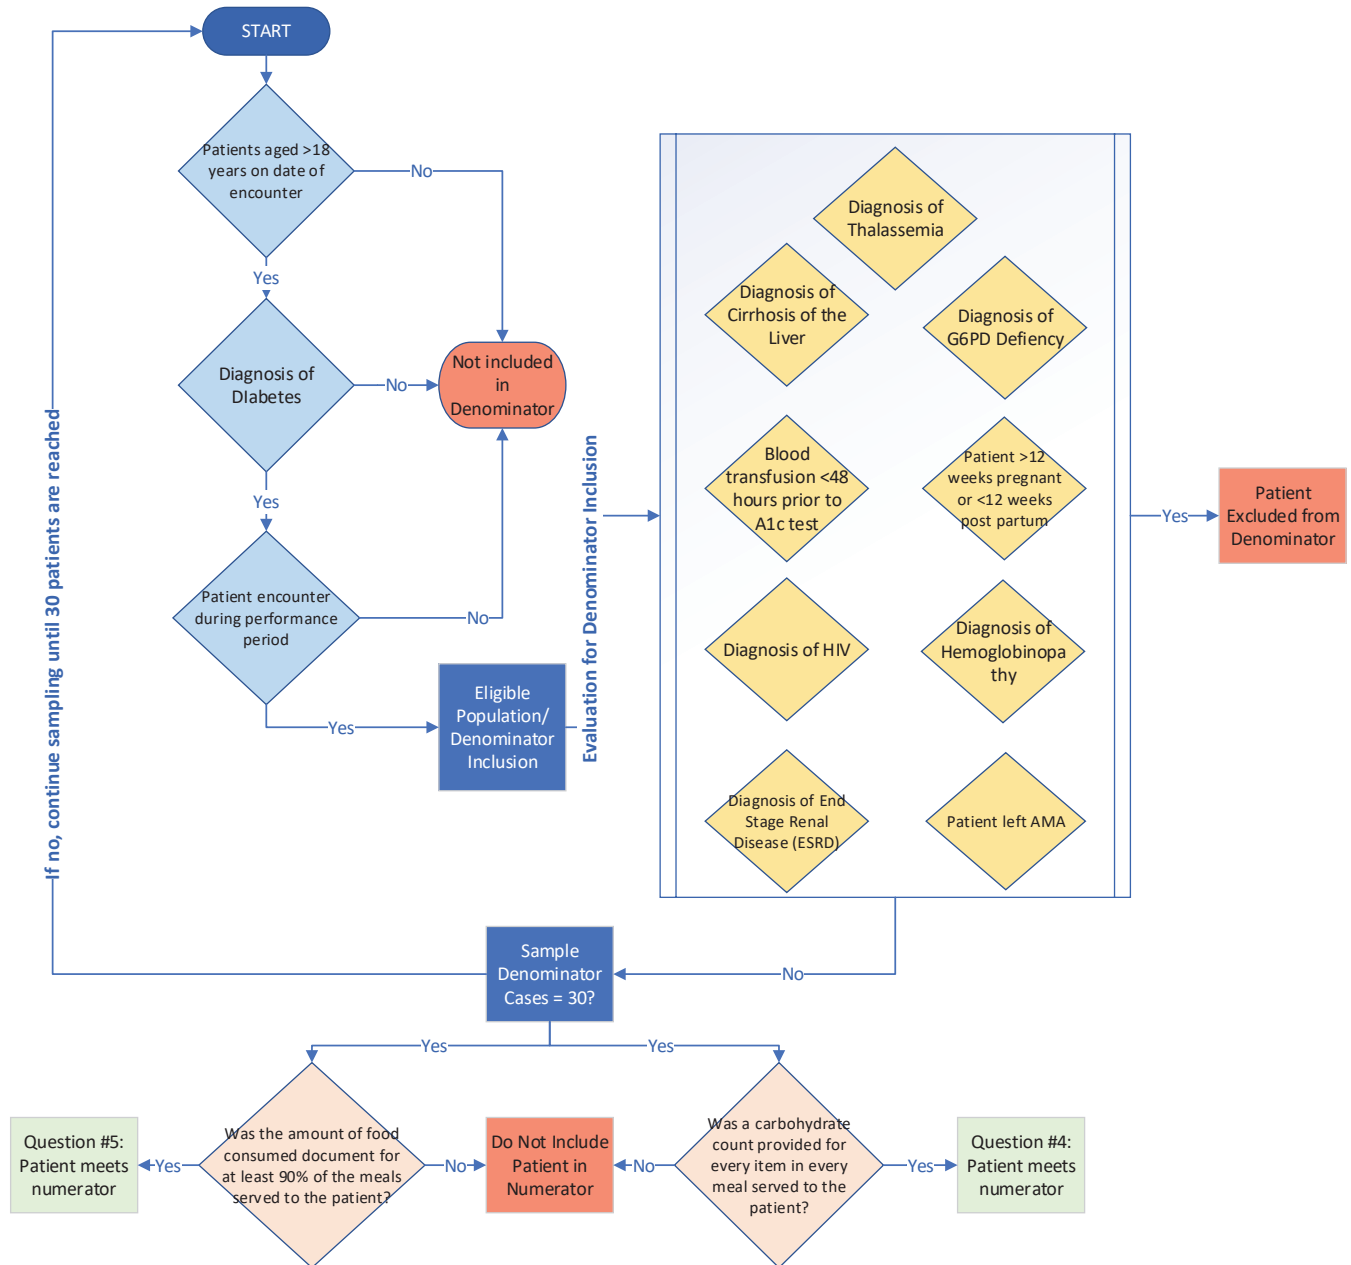 START
Patients aged >18
years on date of
encounter
No
Yes
Diagnosis of
DIabetes
No
Not included
in
Denominator
Yes
Patient encounter
during performance
period
No
Yes
Eligible
Population/
Denominator
Inclusion
Evaluation for Denominator Inclusion
Diagnosis of
Thalassemia
Diagnosis of
Cirrhosis of the
Liver
Diagnosis of
G6PD Defiency
Blood
transfusion <48
hours prior to
A1c test
Patient >12
weeks pregnant
or <12 weeks
post partum
Diagnosis of HIV
Diagnosis of
Hemoglobinopa
thy
Diagnosis of End
Stage Renal
Disease (ESRD)
Patient left AMA
Yes
Patient
Excluded from
Denominator
No
Sample
Denominator
Cases = 30?
If no, continue sampling until 30 patients are reached
Yes
Yes
Was the amount of food
consumed document for
at least 90% of the meals
served to the patient?
Yes
Question #5:
Patient meets
numerator
No
Do Not Include
Patient in
Numerator
No
Was a carbohydrate
count provided for
every item in every
meal served to the
patient?
Yes
Question #4:
Patient meets
numerator